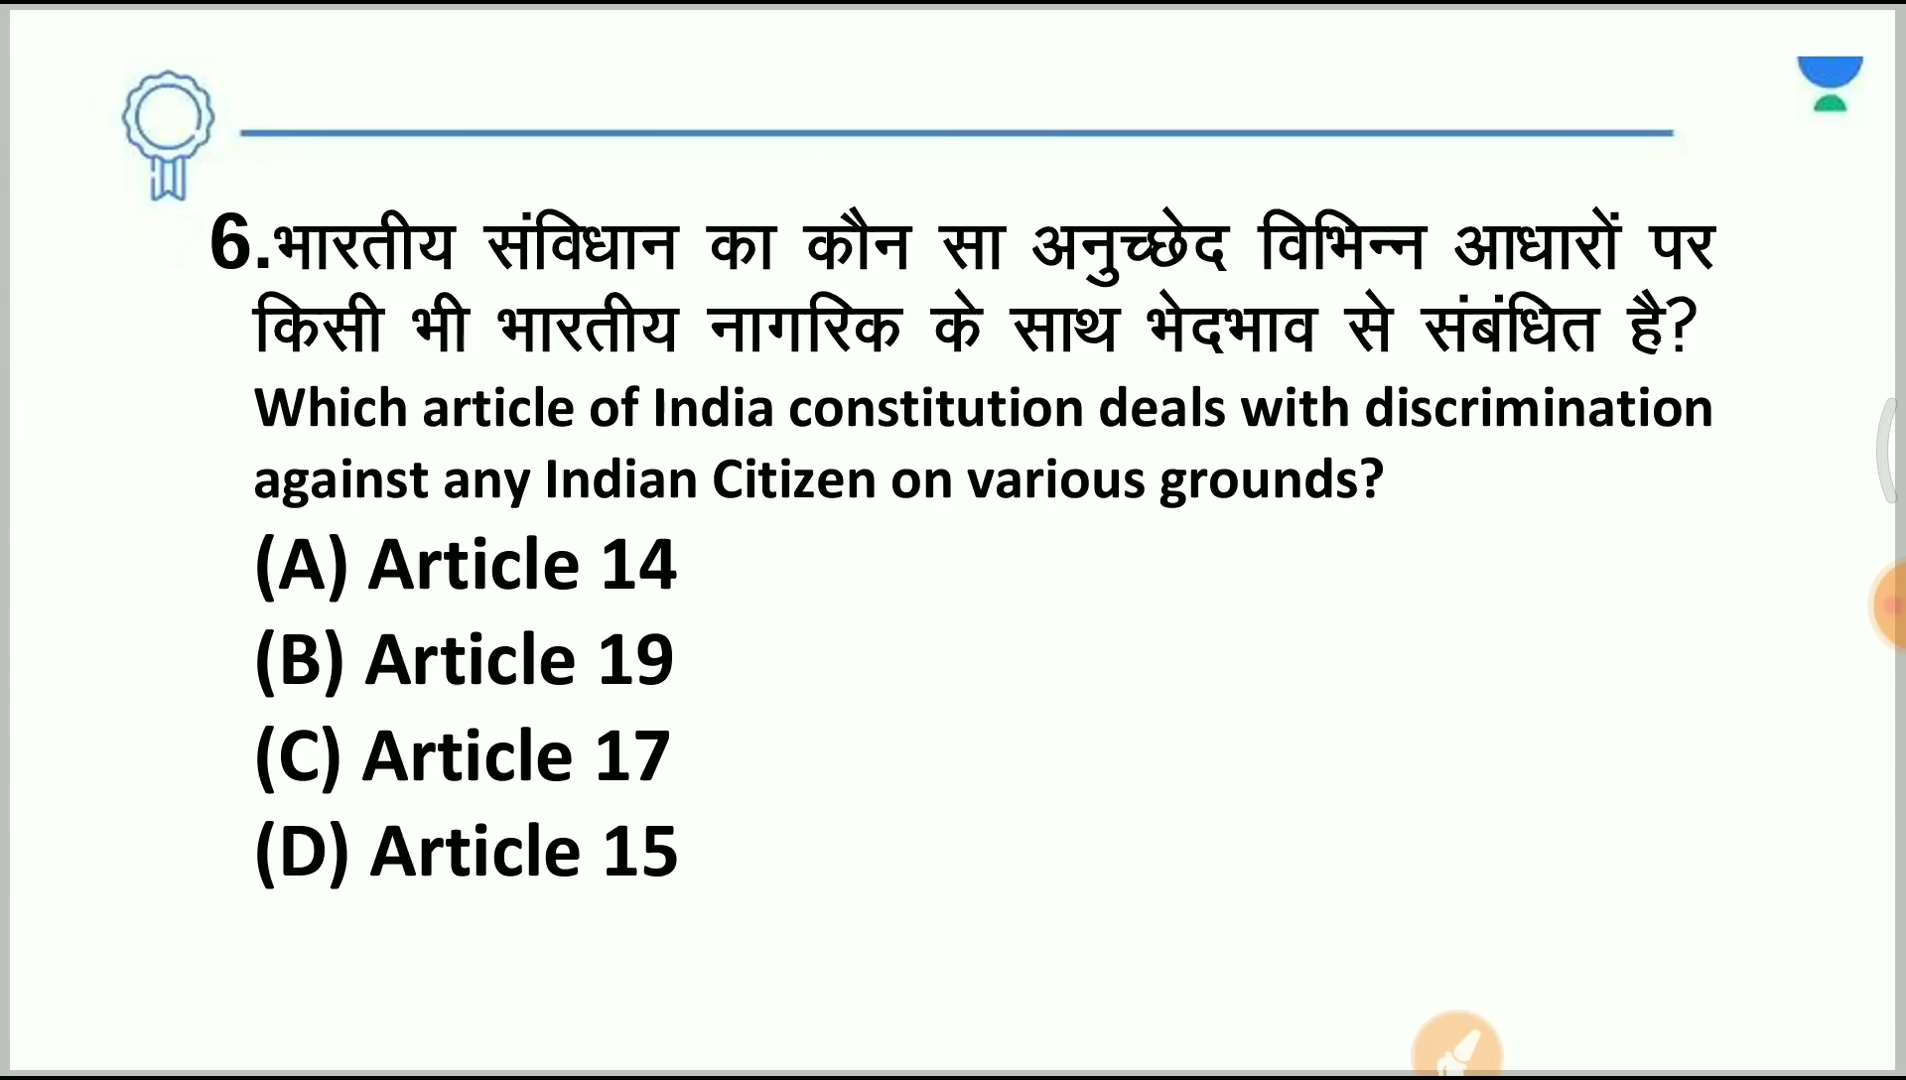 6.भारतीय संविधान का कौन सा अनुच्छेद विभिन्न आधारों पर
किसी भी भारतीय नागरिक के साथ भेदभाव से संबंधित है?
Which article of India constitution deals with discrimination
against any Indian Citizen on various grounds?
(A) Article 14
(B) Article 19
(C) Article 17
(D) Article 15